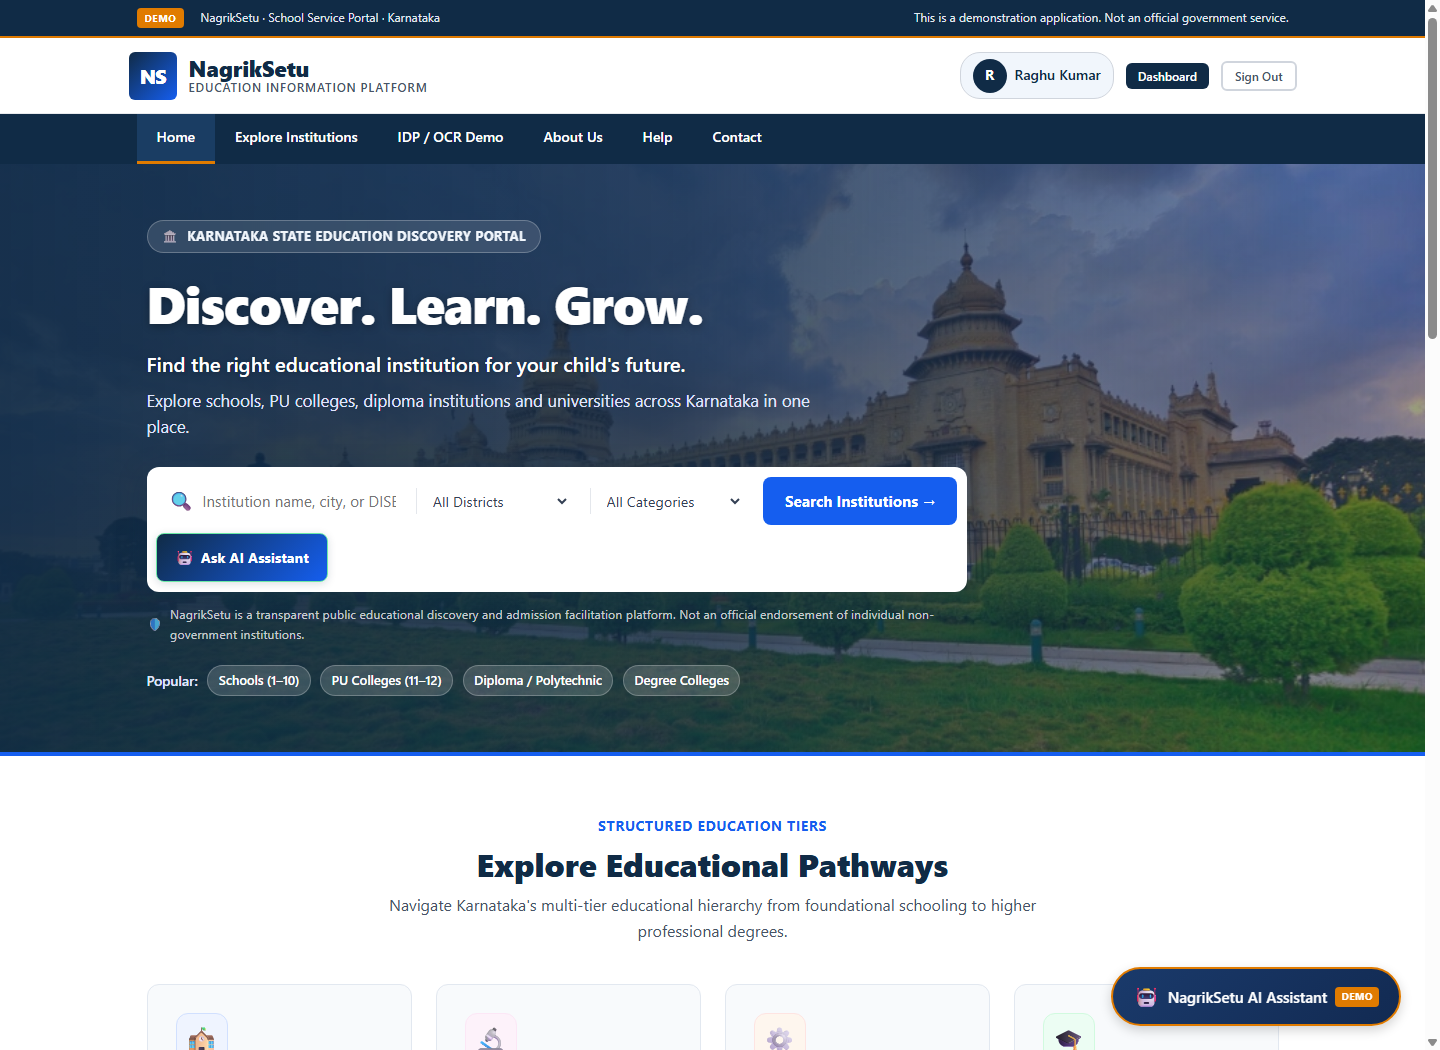 DEMO NagrikSetu · School Service Portal · Karnataka
This is a demonstration application. Not an official government service.
NS
NagrikSetu
EDUCATION INFORMATION PLATFORM
R Raghu Kumar
Dashboard
Sign Out
Home
Explore Institutions
IDP / OCR Demo
About Us
Help
Contact
KARNATAKA STATE EDUCATION DISCOVERY PORTAL
Discover. Learn. Grow.
Find the right educational institution for your child's future.
Explore schools, PU colleges, diploma institutions and universities across Karnataka in one
place.
Institution name, city, or DISE
All Districts
All Categories
Search Institutions →
Ask AI Assistant
NagrikSetu is a transparent public educational discovery and admission facilitation platform. Not an official endorsement of individual non-
government institutions.
Popular:
Schools (1–10)
PU Colleges (11–12)
Diploma / Polytechnic
Degree Colleges
STRUCTURED EDUCATION TIERS
Explore Educational Pathways
Navigate Karnataka's multi-tier educational hierarchy from foundational schooling to higher
professional degrees.
NagrikSetu AI Assistant DEMO